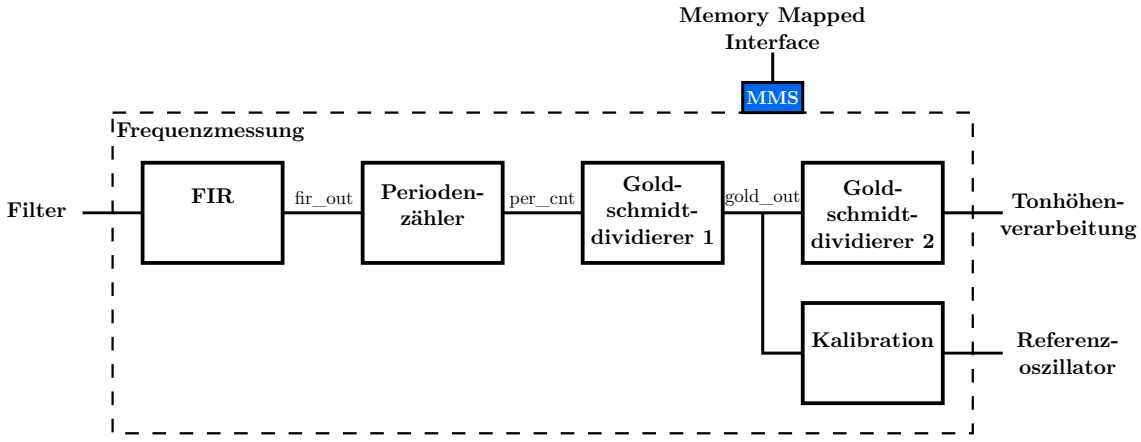 Memory Mapped
Interface
MMS
Frequenzmessung
Filter
FIR
fir_out
Perioden-
zähler
per_cnt
Gold-
schmidt-
dividierer 1
gold_out
Gold-
schmidt-
dividierer 2
Tonhöhen-
verarbeitung
Kalibration
Referenz-
oszillator